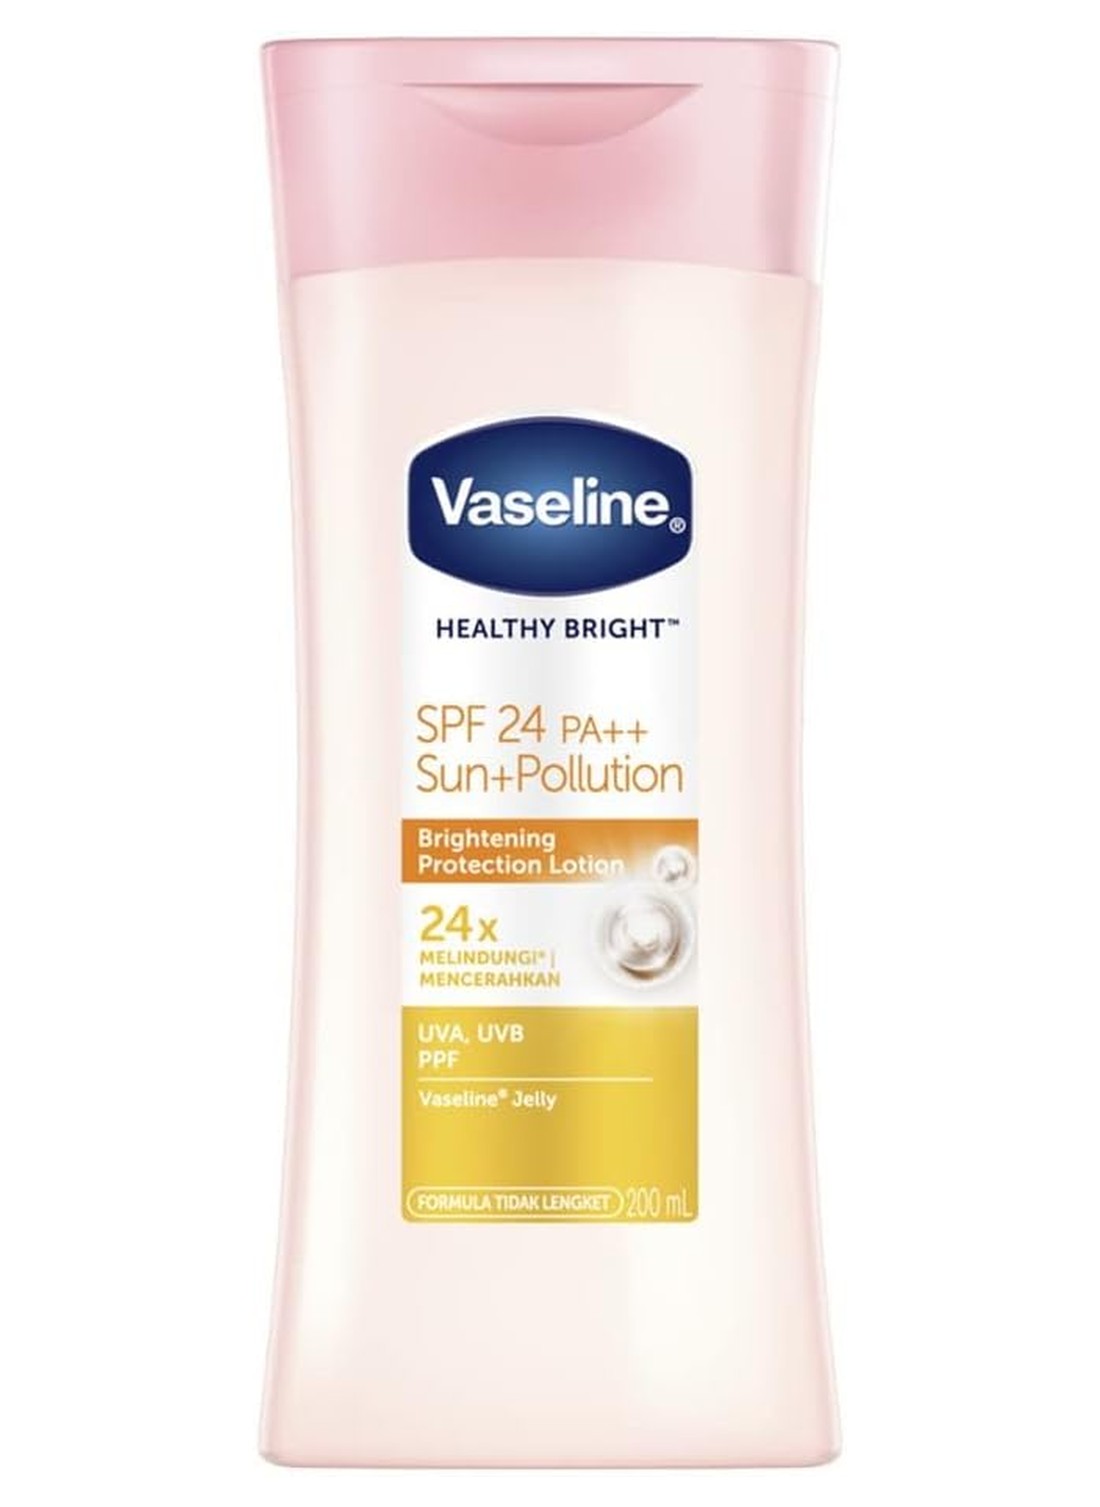 Vaseline®
HEALTHY BRIGHT™
SPF 24 PA++
Sun+Pollution
Brightening
Protection Lotion
24x
MELINDUNGI* |
MENCERAHKAN
UVA, UVB
PPF
Vaseline® Jelly
FORMULA TIDAK LENGKET 200 mL